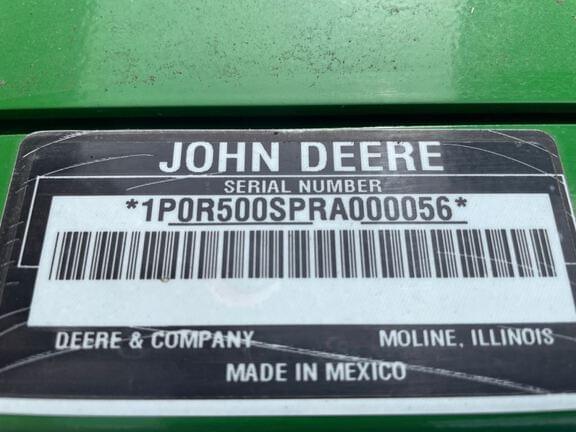 JOHN DEERE
SERIAL NUMBER
*1P0R500SPRA000056*
DEERE & COMPANY MOLINE, ILLINOIS
MADE IN MEXICO